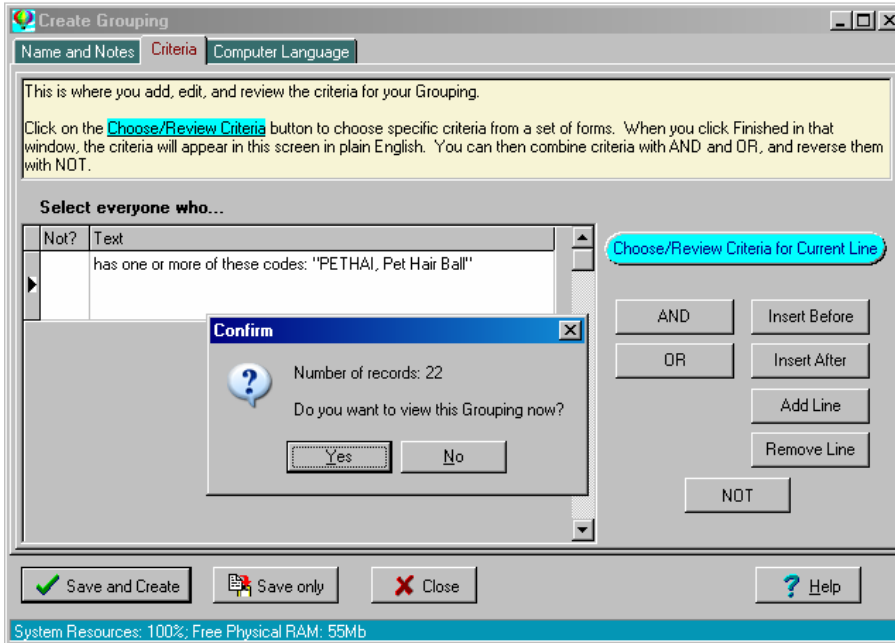 Create Grouping
Name and Notes Criteria Computer Language
This is where you add, edit, and review the criteria for your Grouping.
Click on the Choose/Review Criteria button to choose specific criteria from a set of forms. When you click Finished in that
window, the criteria will appear in this screen in plain English. You can then combine criteria with AND and OR, and reverse them
with NOT.
Select everyone who...
Not? Text
has one or more of these codes: "PETHAI, Pet Hair Ball"
Choose/Review Criteria for Current Line
AND Insert Before
OR Insert After
Add Line
Remove Line
NOT
Confirm
Number of records: 22
Do you want to view this Grouping now?
Yes No
Save and Create Save only Close Help
System Resources: 100%; Free Physical RAM: 55Mb